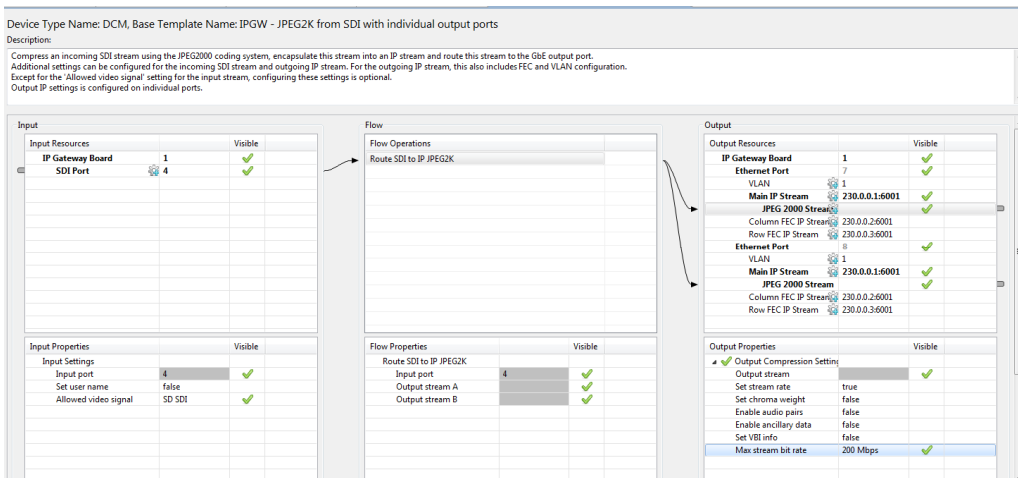 Device Type Name: DCM, Base Template Name: IPGW - JPEG2K from SDI with individual output ports
Description:
Compress an incoming SDI stream using the JPEG2000 coding system, encapsulate this stream into an IP stream and route this stream to the GbE output port.
Additional settings can be configured for the incoming SDI stream and outgoing IP stream. For the outgoing IP stream, this also includes FEC and VLAN configuration.
Except for the 'Allowed video signal' setting for the input stream, configuring these settings is optional.
Output IP settings is configured on individual ports.
Input
Input Resources Visible
IP Gateway Board 1
SDI Port 4
Input Properties Visible
Input Settings
Input port 4
Set user name false
Allowed video signal SD SDI
Flow
Flow Operations
Route SDI to IP JPEG2K
Flow Properties Visible
Route SDI to IP JPEG2K
Input port 4
Output stream A
Output stream B
Output
Output Resources Visible
IP Gateway Board 1
Ethernet Port 7
VLAN 1
Main IP Stream 230.0.0.1:6001
JPEG 2000 Stream
Column FEC IP Stream 230.0.0.2:6001
Row FEC IP Stream 230.0.0.3:6001
Ethernet Port 8
VLAN 1
Main IP Stream 230.0.0.1:6001
JPEG 2000 Stream
Column FEC IP Stream 230.0.0.2:6001
Row FEC IP Stream 230.0.0.3:6001
Output Properties Visible
Output Compression Setting
Output stream
Set stream rate true
Set chroma weight false
Enable audio pairs false
Enable ancillary data false
Set VBI info false
Max stream bit rate 200 Mbps